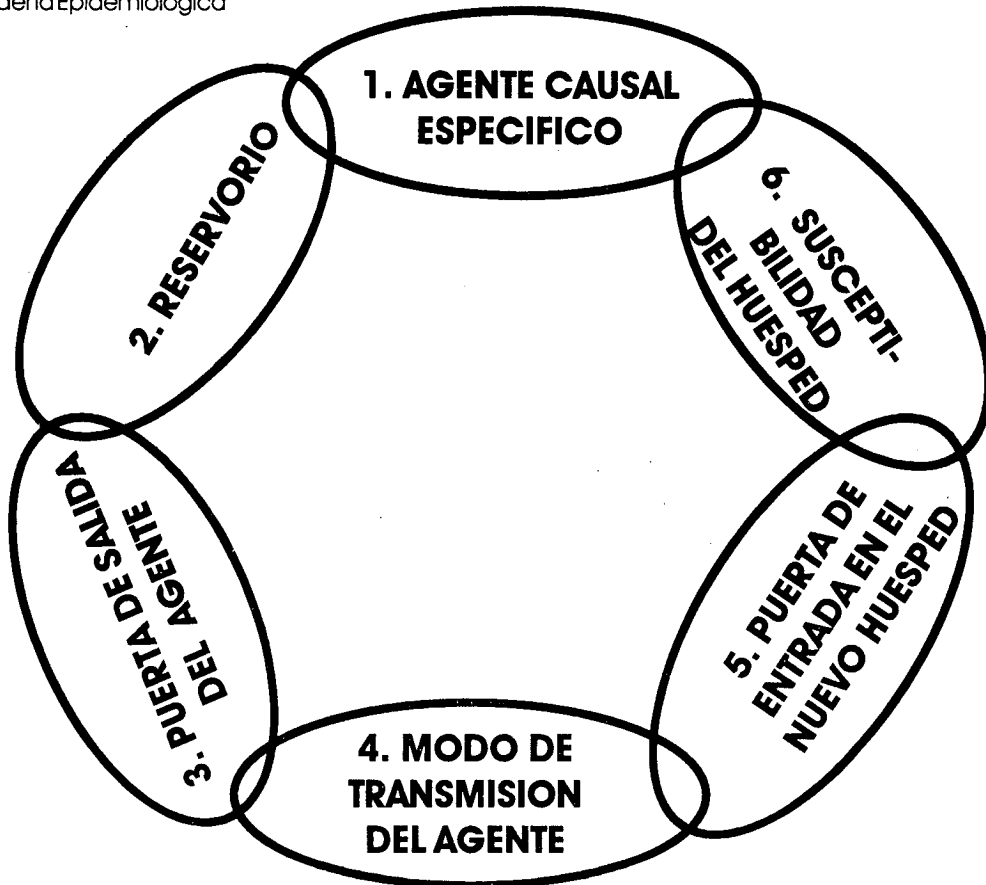 Epidemiológica
1. AGENTE CAUSAL
ESPECIFICO
2. RESERVORIO
3. PUERTA DE SALIDA
DEL AGENTE
4. MODO DE
TRANSMISION
DEL AGENTE
5. PUERTA DE
ENTRADA EN EL
NUEVO HUESPED
6. SUSCEPTI-
BILIDAD
DEL HUESPED